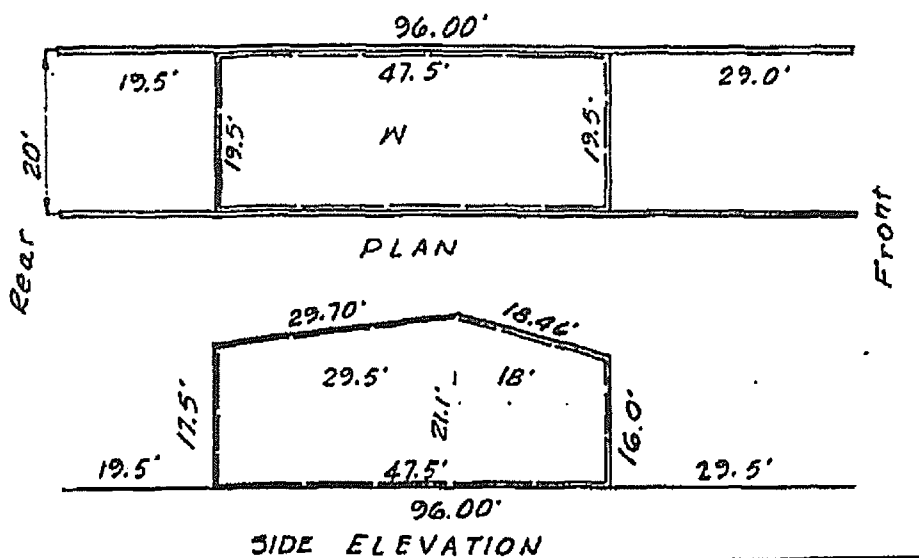 96.00'
19.5' 47.5' 29.0'
20' 19.5' M 19.5'
Rear PLAN Front
29.70' 18.46'
29.5' 18'
17.5' 21.1' 16.0'
19.5' 47.5' 29.5'
96.00'
SIDE ELEVATION